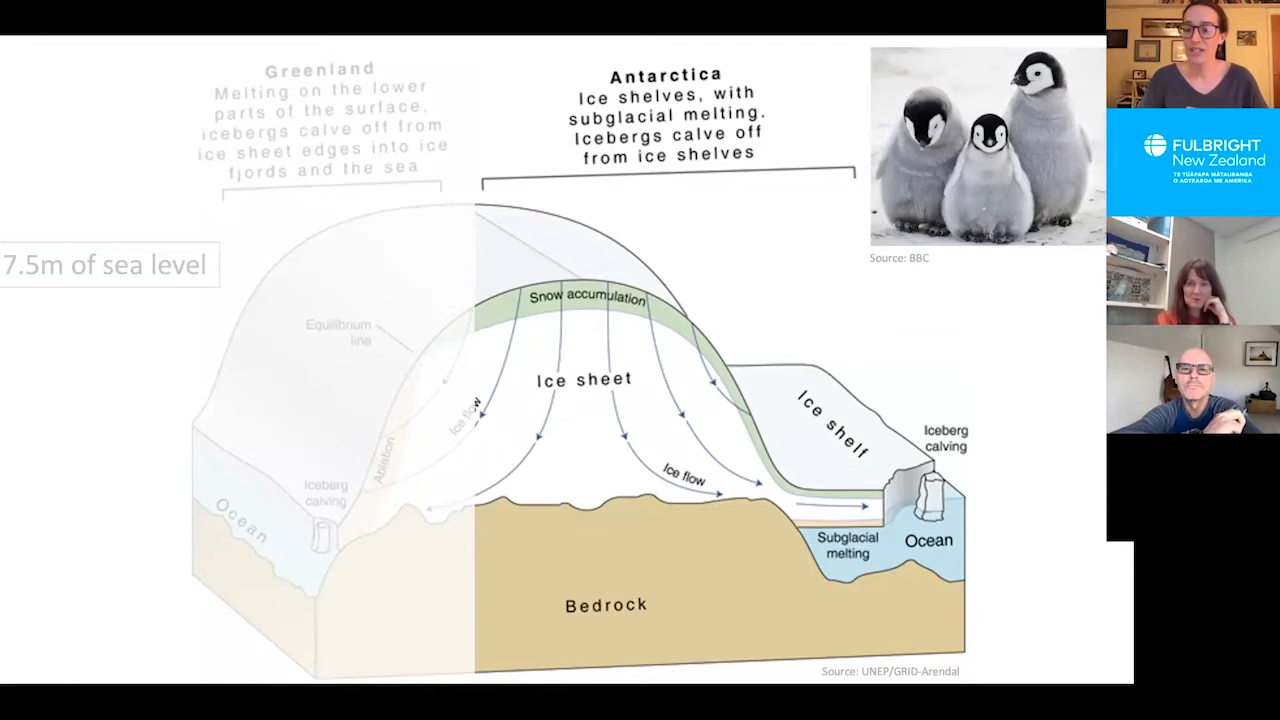 Greenland
Melting on the lower
parts of the surface,
icebergs calve off from
ice sheet edges into ice
fjords and the sea
Antarctica
Ice shelves, with
subglacial melting.
Icebergs calve off
from ice shelves
Source: BBC
FULBRIGHT
New Zealand
TE TŪĀPAPA MĀTAURANGA
O AOTEAROA ME AMERIKA
7.5m of sea level
Snow accumulation
Equilibrium
line
Ice sheet
Ice flow
Ablation
Ice shelf
Iceberg
calving
Ice flow
Iceberg
calving
Ocean
Subglacial
melting
Ocean
Bedrock
Source: UNEP/GRID-Arendal